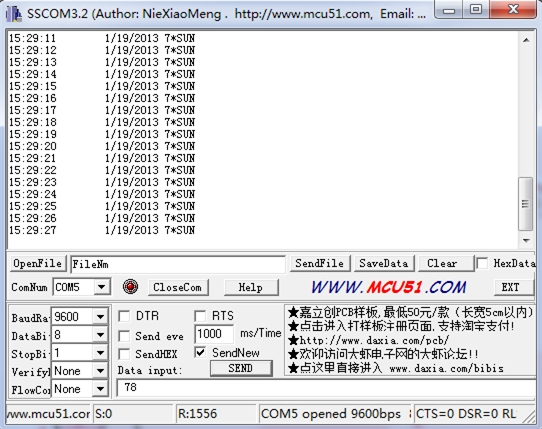 SSCOM3.2 (Author: NieXiaoMeng . http://www.mcu51.com, Email: ...
15:29:11 1/19/2013 7*SUN
15:29:12 1/19/2013 7*SUN
15:29:13 1/19/2013 7*SUN
15:29:14 1/19/2013 7*SUN
15:29:15 1/19/2013 7*SUN
15:29:16 1/19/2013 7*SUN
15:29:17 1/19/2013 7*SUN
15:29:18 1/19/2013 7*SUN
15:29:19 1/19/2013 7*SUN
15:29:20 1/19/2013 7*SUN
15:29:21 1/19/2013 7*SUN
15:29:22 1/19/2013 7*SUN
15:29:23 1/19/2013 7*SUN
15:29:24 1/19/2013 7*SUN
15:29:25 1/19/2013 7*SUN
15:29:26 1/19/2013 7*SUN
15:29:27 1/19/2013 7*SUN
OpenFile FileNm SendFile SaveData Clear HexData
ComNum COM5 CloseCom Help WWW.MCU51.COM EXT
BaudRa 9600 DTR RTS
DataBi 8 Send eve 1000 ms/Time
StopBi 1 SendHEX SendNew
Verify None Data input: SEND
FlowCon None 78
★嘉立创PCB样板,最低50元/款（长宽5cm以内）
★点击进入打样板注册页面,支持淘宝支付!
★http://www.daxia.com/pcb/
★欢迎访问大虾电子网的大虾论坛!!
★点这里直接进入 www.daxia.com/bibis
www.mcu51.cor S:0 R:1556 COM5 opened 9600bps 8 CTS=0 DSR=0 RL